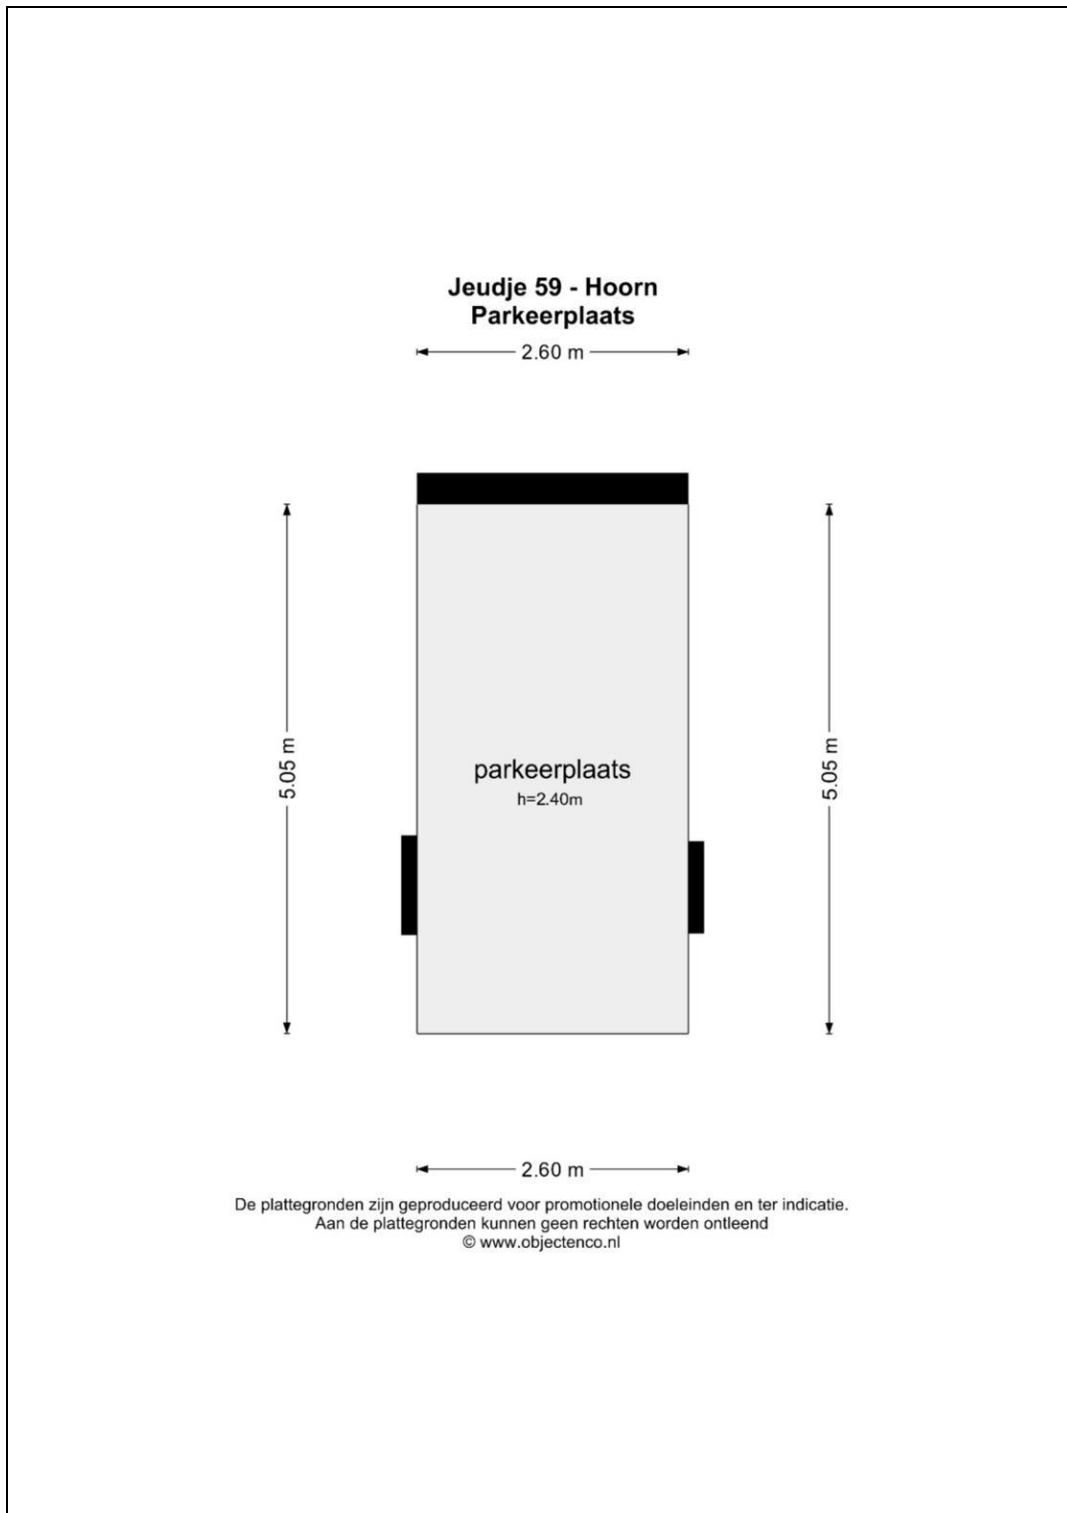 Jeudje 59 - Hoorn
Parkeerplaats
2.60 m
5.05 m
parkeerplaats
h=2.40m
5.05 m
2.60 m
De plattegronden zijn geproduceerd voor promotionele doeleinden en ter indicatie.
Aan de plattegronden kunnen geen rechten worden ontleend
© www.objectenco.nl